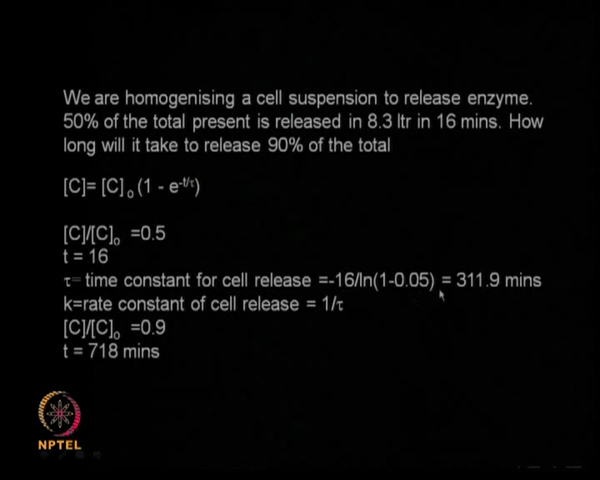 We are homogenising a cell suspension to release enzyme.
50% of the total present is released in 8.3 ltr in 16 mins. How
long will it take to release 90% of the total
[C]= [C]₀ (1 - e^-t/τ)
[C]/[C]₀ =0.5
t = 16
τ= time constant for cell release =-16/ln(1-0.05) = 311.9 mins
k=rate constant of cell release = 1/τ
[C]/[C]₀ =0.9
t = 718 mins
NPTEL